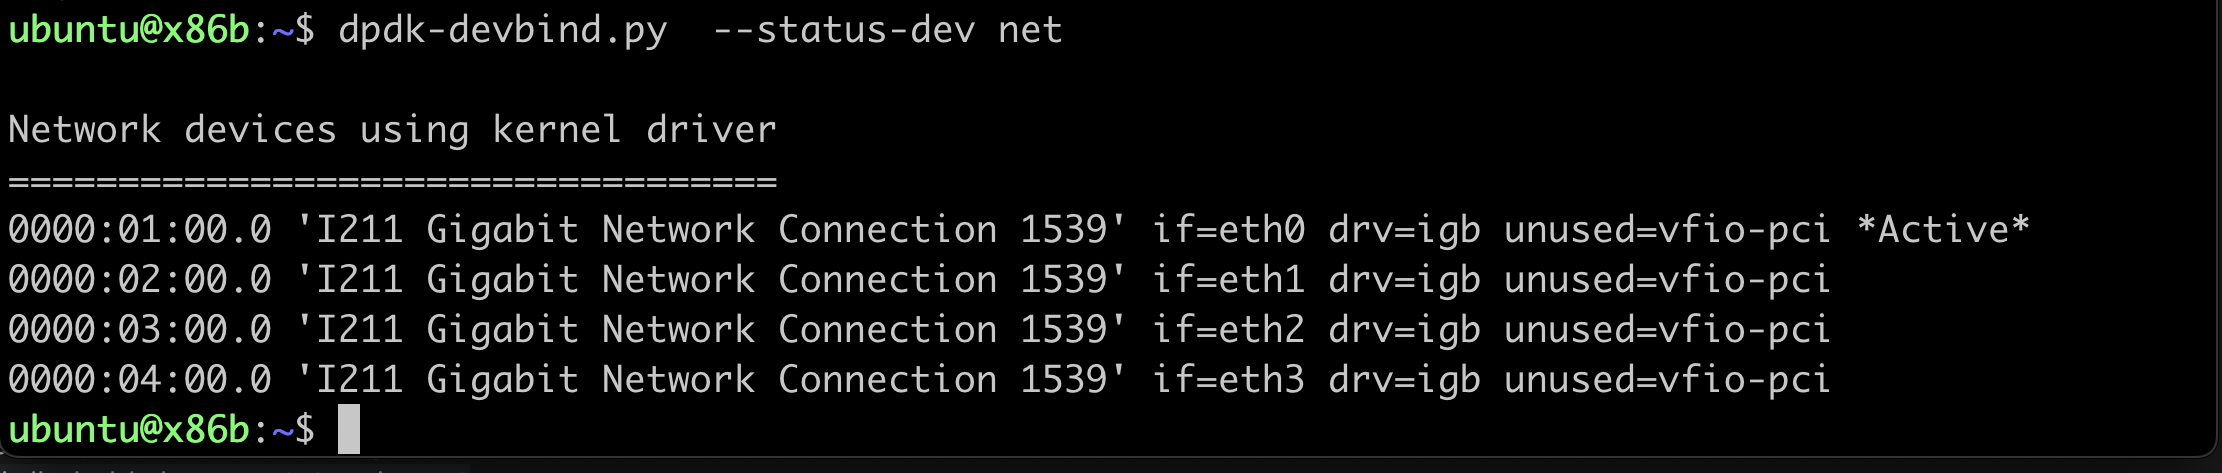 ubuntu@x86b:~$ dpdk-devbind.py  --status-dev net
Network devices using kernel driver
===================================
0000:01:00.0 'I211 Gigabit Network Connection 1539' if=eth0 drv=igb unused=vfio-pci *Active*
0000:02:00.0 'I211 Gigabit Network Connection 1539' if=eth1 drv=igb unused=vfio-pci
0000:03:00.0 'I211 Gigabit Network Connection 1539' if=eth2 drv=igb unused=vfio-pci
0000:04:00.0 'I211 Gigabit Network Connection 1539' if=eth3 drv=igb unused=vfio-pci
ubuntu@x86b:~$